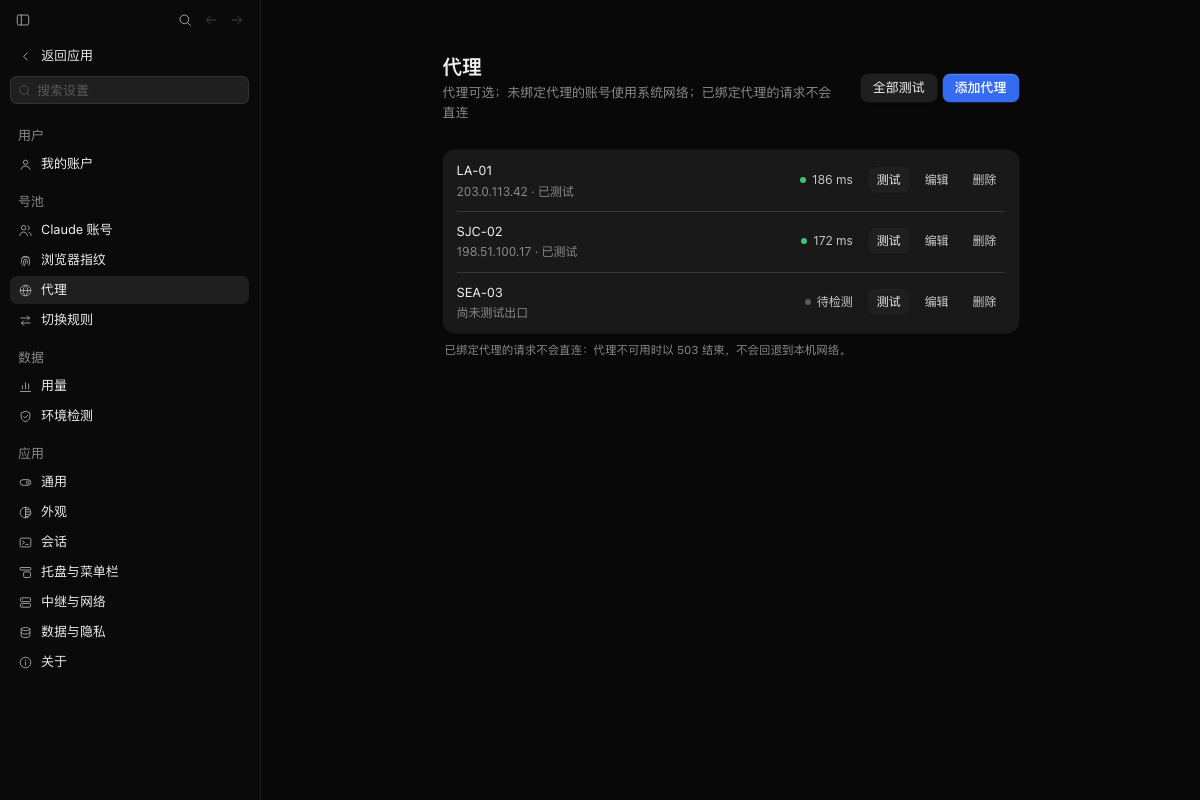 返回应用
搜索设置
用户
我的账户
号池
Claude 账号
浏览器指纹
代理
切换规则
数据
用量
环境检测
应用
通用
外观
会话
托盘与菜单栏
中继与网络
数据与隐私
关于
代理
代理可选；未绑定代理的账号使用系统网络；已绑定代理的请求不会
直连
全部测试
添加代理
LA-01
203.0.113.42 · 已测试
186 ms
测试
编辑
删除
SJC-02
198.51.100.17 · 已测试
172 ms
测试
编辑
删除
SEA-03
尚未测试出口
待检测
测试
编辑
删除
已绑定代理的请求不会直连：代理不可用时以 503 结束，不会回退到本机网络。